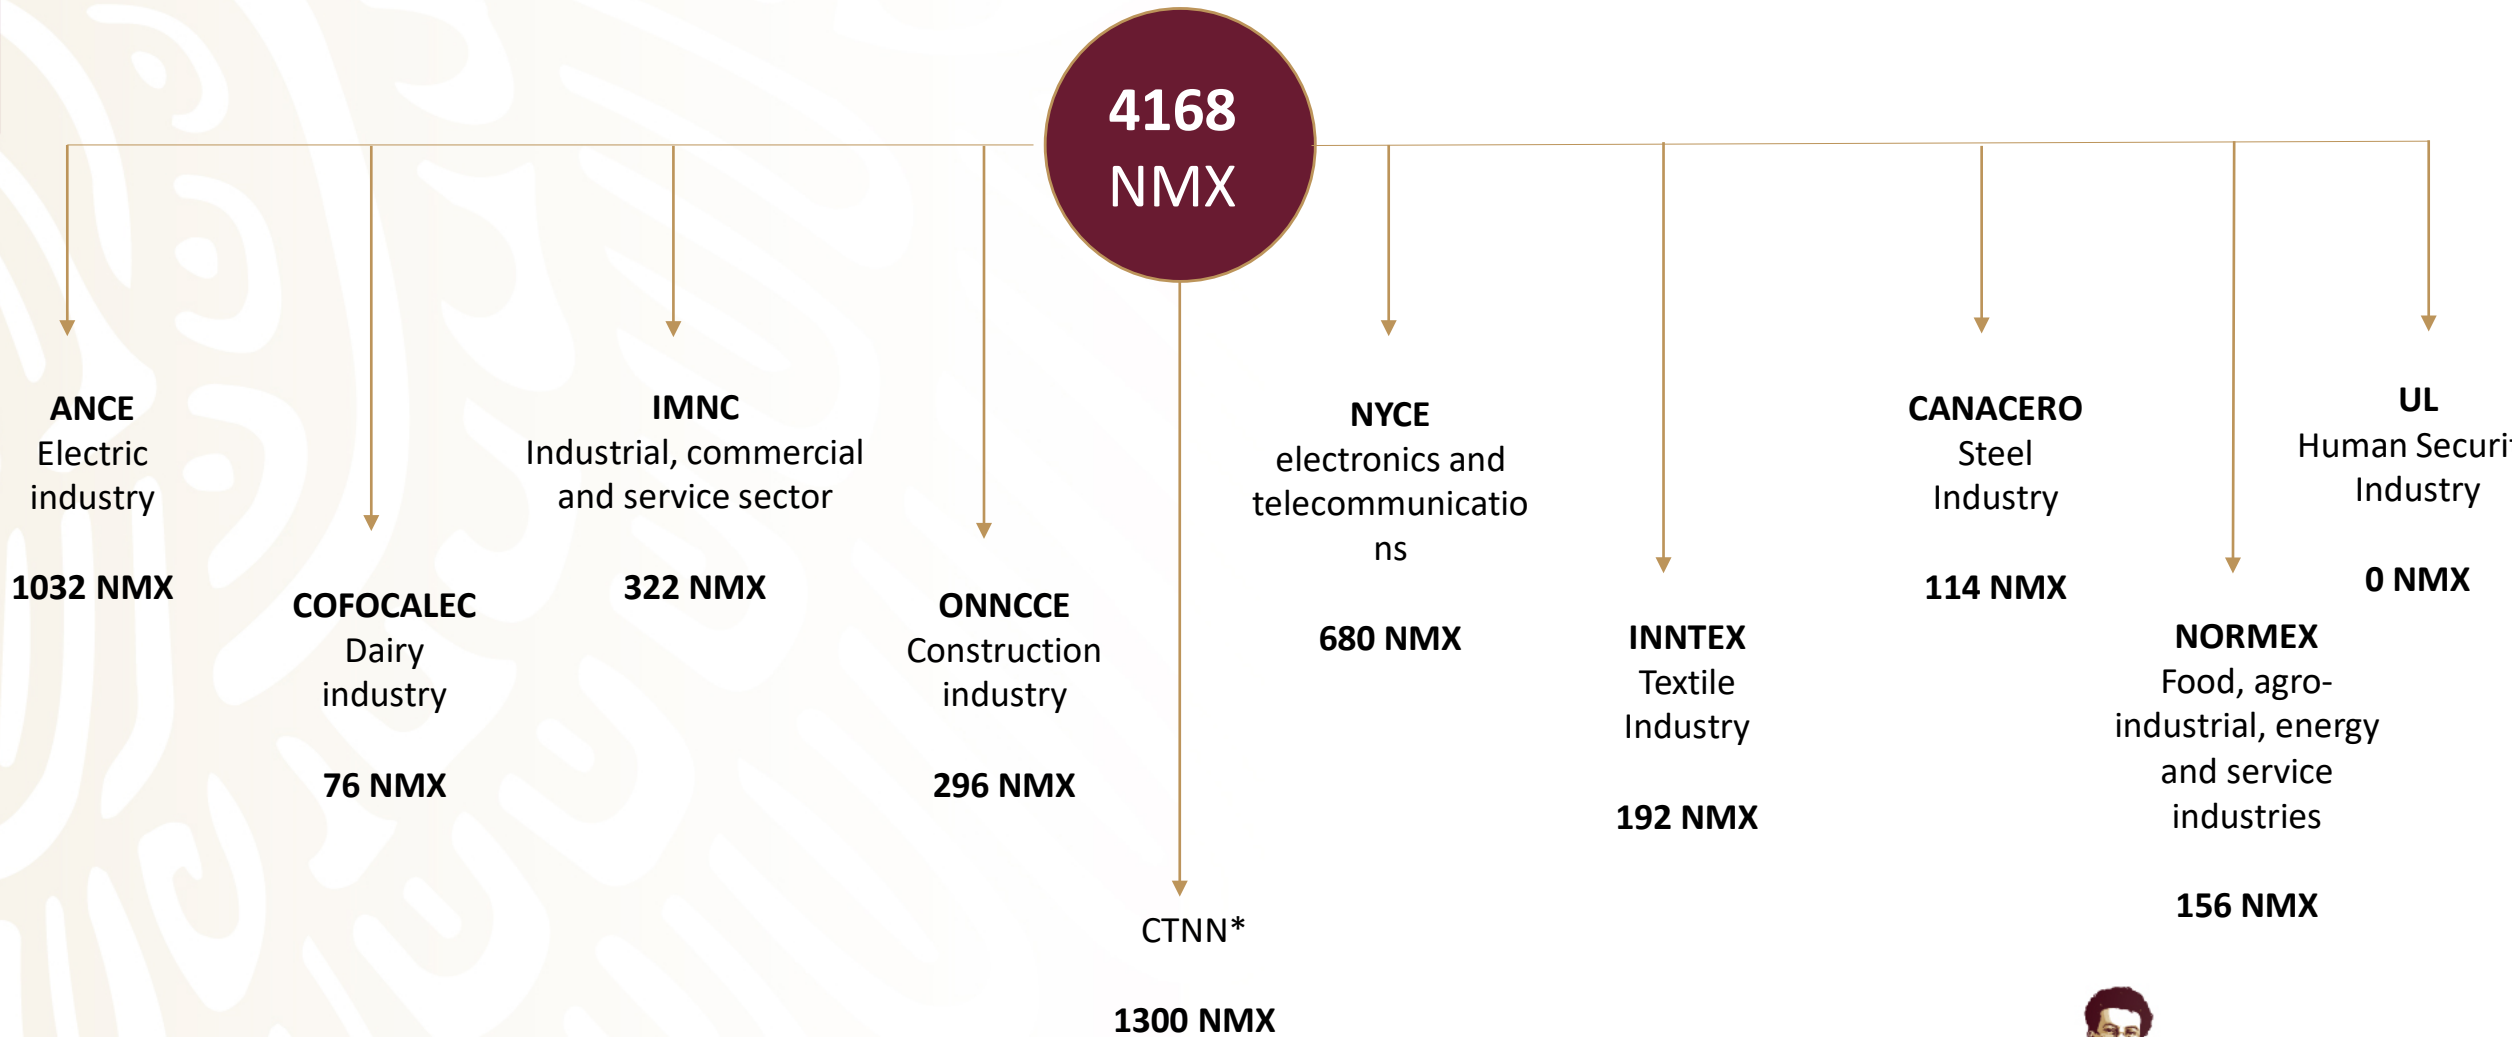 4168
NMX
ANCE
Electric
industry
1032 NMX
COFOCALEC
Dairy
industry
76 NMX
IMNC
Industrial, commercial
and service sector
322 NMX
ONNCCE
Construction
industry
296 NMX
CTNN*
1300 NMX
NYCE
electronics and
telecommunicatio
ns
680 NMX
INNTEX
Textile
Industry
192 NMX
CANACERO
Steel
Industry
114 NMX
NORMEX
Food, agro-
industrial, energy
and service
industries
156 NMX
UL
Human
Industry
0 NMX